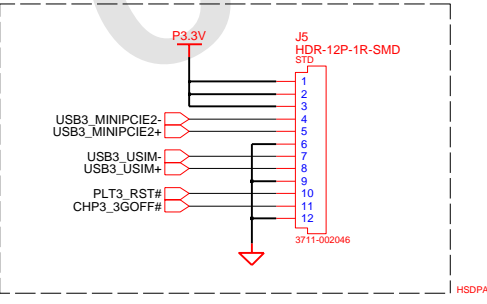 P3.3V
J5
HDR-12P-1R-SMD
STD
1
2
3
USB3_MINIPCIE2- 4
USB3_MINIPCIE2+ 5
6
USB3_USIM- 7
USB3_USIM+ 8
9
PLT3_RST# 10
CHP3_3GOFF# 11
12
3711-002046
HSDPA